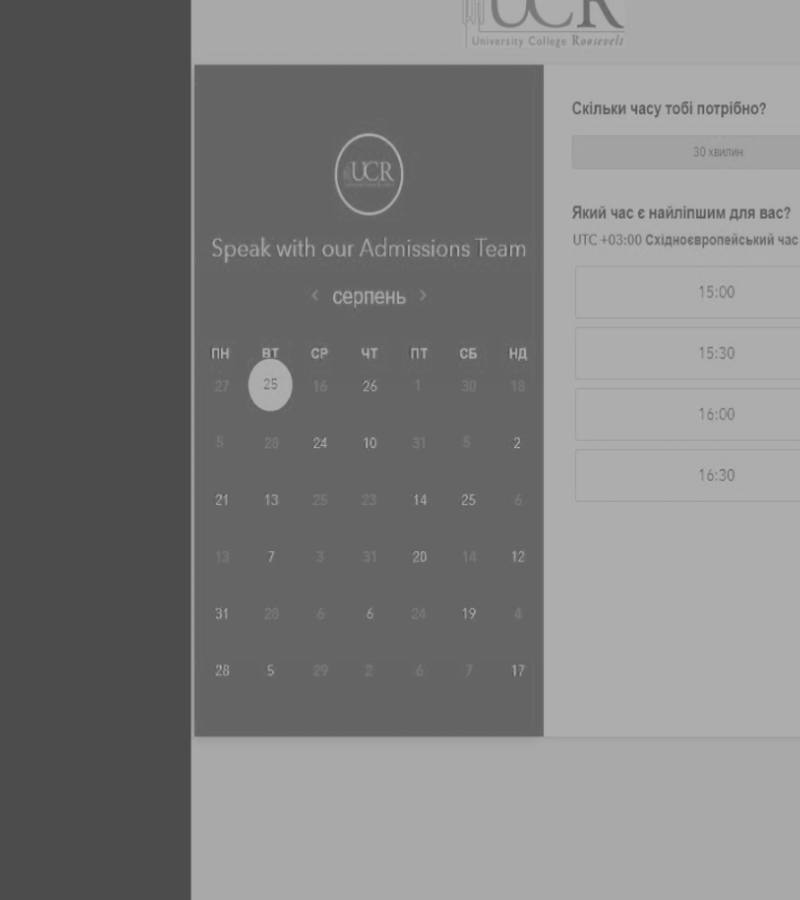 UCR
University College Roosevelt
UCR
Speak with our Admissions Team
‹ серпень ›
ПН ВТ СР ЧТ ПТ СБ НД
27 25 16 26 1 30 18
5 28 24 10 31 5 2
21 13 25 23 14 25 6
13 7 3 31 20 14 12
31 28 6 6 24 19 4
28 5 29 2 6 7 17
Скільки часу тобі потрібно?
30 хвилин
Який час є найліпшим для вас?
UTC +03:00 Східноєвропейський час
15:00
15:30
16:00
16:30